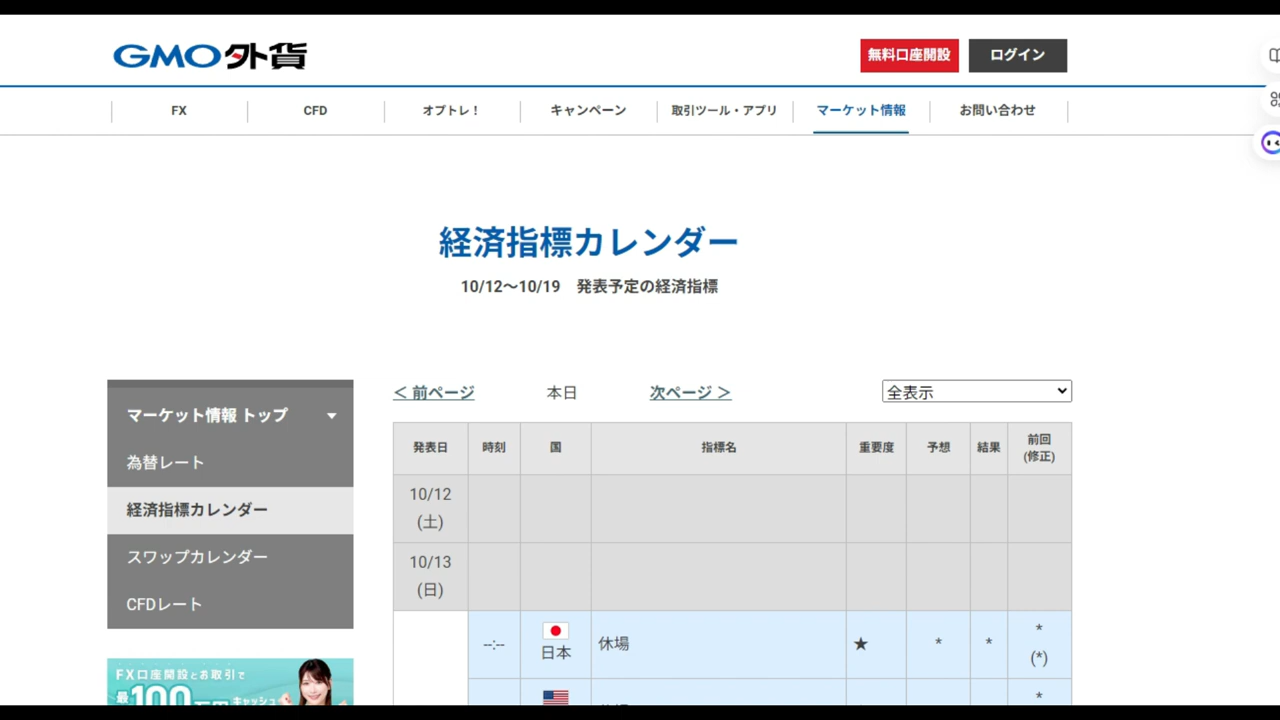 GMO外貨
無料口座開設
ログイン
FX
CFD
オプトレ！
キャンペーン
取引ツール・アプリ
マーケット情報
お問い合わせ
経済指標カレンダー
10/12〜10/19　発表予定の経済指標
マーケット情報 トップ
為替レート
経済指標カレンダー
スワップカレンダー
CFDレート
FX口座開設とお取引で
最100万円キャッシュ
＜ 前ページ
本日
次ページ ＞
全表示
発表日 時刻 国 指標名 重要度 予想 結果 前回
(修正)
10/12
(土)
10/13
(日)
--:-- 日本 休場 ★ * * *
(*)
*